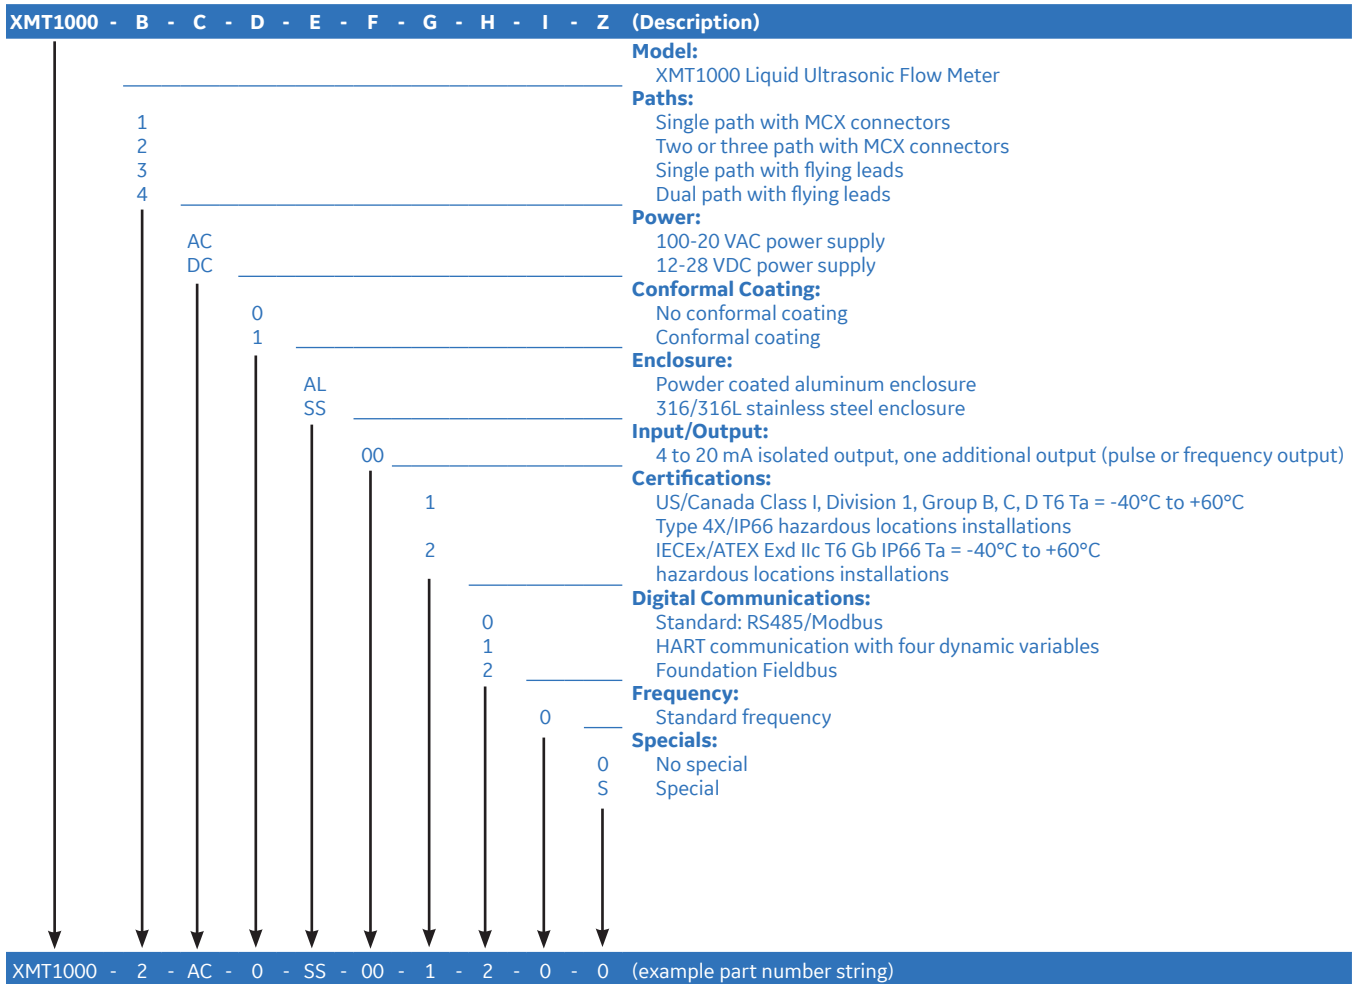 XMT1000 - B - C - D - E - F - G - H - I - Z (Description)
Model:
XMT1000 Liquid Ultrasonic Flow Meter
Paths:
1 Single path with MCX connectors
2 Two or three path with MCX connectors
3 Single path with flying leads
4 Dual path with flying leads
Power:
AC 100-20 VAC power supply
DC 12-28 VDC power supply
Conformal Coating:
0 No conformal coating
1 Conformal coating
Enclosure:
AL Powder coated aluminum enclosure
SS 316/316L stainless steel enclosure
Input/Output:
00 4 to 20 mA isolated output, one additional output (pulse or frequency output)
Certifications:
1 US/Canada Class I, Division 1, Group B, C, D T6 Ta = -40°C to +60°C
Type 4X/IP66 hazardous locations installations
2 IECEx/ATEX Exd IIc T6 Gb IP66 Ta = -40°C to +60°C
hazardous locations installations
Digital Communications:
0 Standard: RS485/Modbus
1 HART communication with four dynamic variables
2 Foundation Fieldbus
Frequency:
0 Standard frequency
Specials:
0 No special
S Special
XMT1000 - 2 - AC - 0 - SS - 00 - 1 - 2 - 0 - 0 (example part number string)